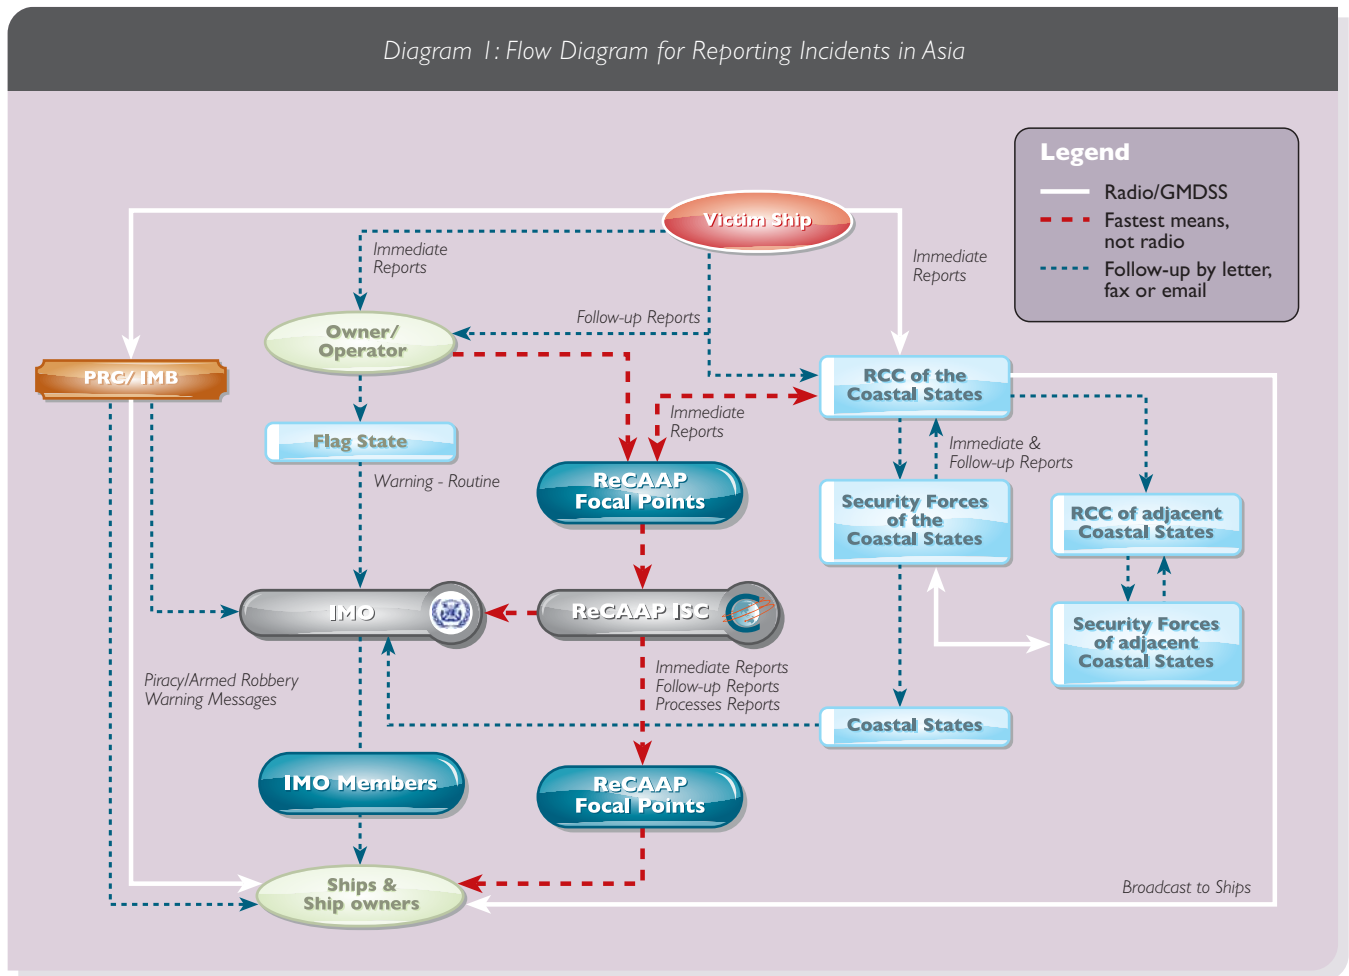 Diagram 1: Flow Diagram for Reporting Incidents in Asia
Legend
Radio/GMDSS
Fastest means,
not radio
Follow-up by letter,
fax or email
Victim Ship
Immediate
Reports
Immediate
Reports
Follow-up Reports
Owner/
Operator
PRC/ IMB
RCC of the
Coastal States
Immediate
Reports
Flag State
Immediate &
Follow-up Reports
Warning - Routine
ReCAAP
Focal Points
Security Forces
of the
Coastal States
RCC of adjacent
Coastal States
IMO
ReCAAP ISC
C
Security Forces
of adjacent
Coastal States
Piracy/Armed Robbery
Warning Messages
Immediate Reports
Follow-up Reports
Processes Reports
Coastal States
IMO Members
ReCAAP
Focal Points
Ships &
Ship owners
Broadcast to Ships